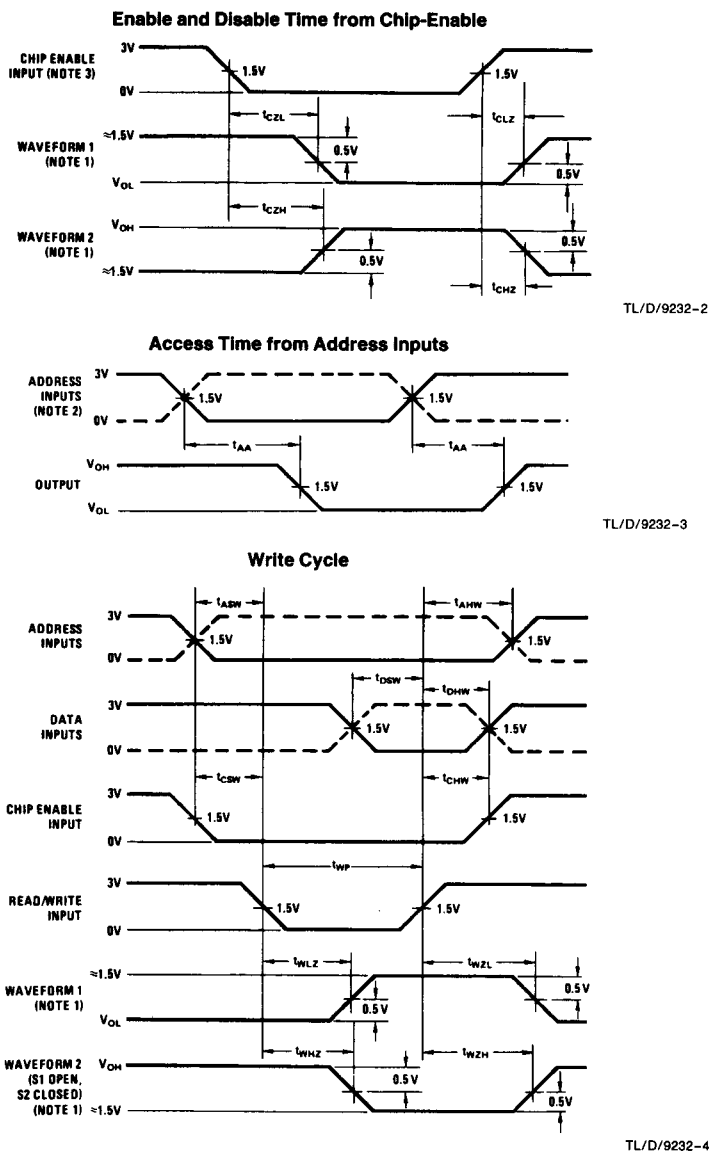 Enable and Disable Time from Chip-Enable
CHIP ENABLE
INPUT (NOTE 3)
3V
0V
1.5V
1.5V
tCZL
tCLZ
WAVEFORM 1
(NOTE 1)
≈1.5V
VOL
0.5V
0.5V
tCZH
WAVEFORM 2
(NOTE 1)
VOH
≈1.5V
0.5V
0.5V
tCHZ
TL/D/9232-2
Access Time from Address Inputs
ADDRESS
INPUTS
(NOTE 2)
3V
0V
1.5V
1.5V
tAA
tAA
OUTPUT
VOH
VOL
1.5V
1.5V
TL/D/9232-3
Write Cycle
tASW
tAHW
ADDRESS
INPUTS
3V
0V
1.5V
1.5V
tDSW
tDHW
DATA
INPUTS
3V
0V
1.5V
1.5V
tCSW
tCHW
CHIP ENABLE
INPUT
3V
0V
1.5V
1.5V
tWP
READ/WRITE
INPUT
3V
0V
1.5V
1.5V
tWLZ
tWZL
WAVEFORM 1
(NOTE 1)
≈1.5V
VOL
0.5V
0.5V
tWHZ
tWZH
WAVEFORM 2
(S1 OPEN,
S2 CLOSED)
(NOTE 1)
VOH
≈1.5V
0.5V
0.5V
TL/D/9232-4